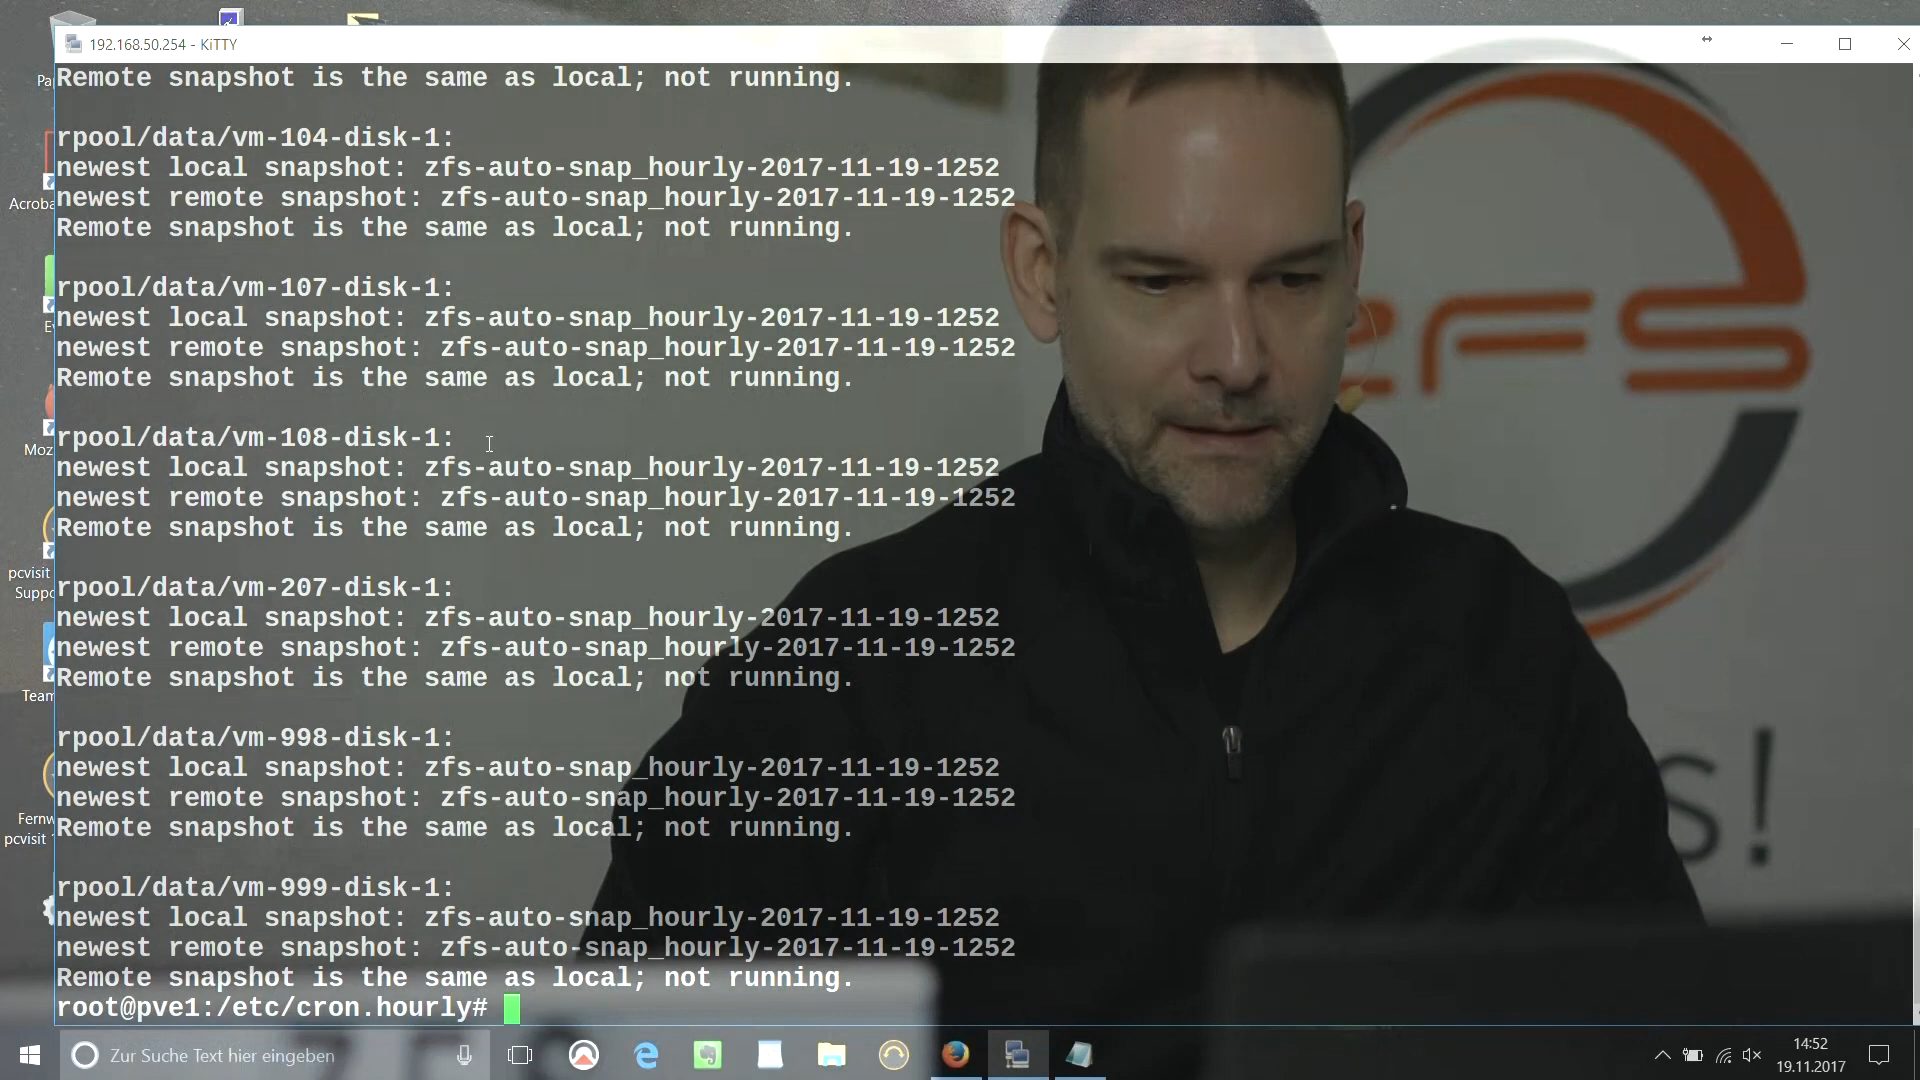 192.168.50.254 - KiTTY
Remote snapshot is the same as local; not running.
rpool/data/vm-104-disk-1:
newest local snapshot: zfs-auto-snap_hourly-2017-11-19-1252
newest remote snapshot: zfs-auto-snap_hourly-2017-11-19-1252
Remote snapshot is the same as local; not running.
rpool/data/vm-107-disk-1:
newest local snapshot: zfs-auto-snap_hourly-2017-11-19-1252
newest remote snapshot: zfs-auto-snap_hourly-2017-11-19-1252
Remote snapshot is the same as local; not running.
rpool/data/vm-108-disk-1:
newest local snapshot: zfs-auto-snap_hourly-2017-11-19-1252
newest remote snapshot: zfs-auto-snap_hourly-2017-11-19-1252
Remote snapshot is the same as local; not running.
rpool/data/vm-207-disk-1:
newest local snapshot: zfs-auto-snap_hourly-2017-11-19-1252
newest remote snapshot: zfs-auto-snap_hourly-2017-11-19-1252
Remote snapshot is the same as local; not running.
rpool/data/vm-998-disk-1:
newest local snapshot: zfs-auto-snap_hourly-2017-11-19-1252
newest remote snapshot: zfs-auto-snap_hourly-2017-11-19-1252
Remote snapshot is the same as local; not running.
rpool/data/vm-999-disk-1:
newest local snapshot: zfs-auto-snap_hourly-2017-11-19-1252
newest remote snapshot: zfs-auto-snap_hourly-2017-11-19-1252
Remote snapshot is the same as local; not running.
root@pve1:/etc/cron.hourly#
Pa
Acroba
E
Moz
pcvisit
Suppo
Team
Fernw
pcvisit
rFS
s!
Zur Suche Text hier eingeben
14:52
19.11.2017